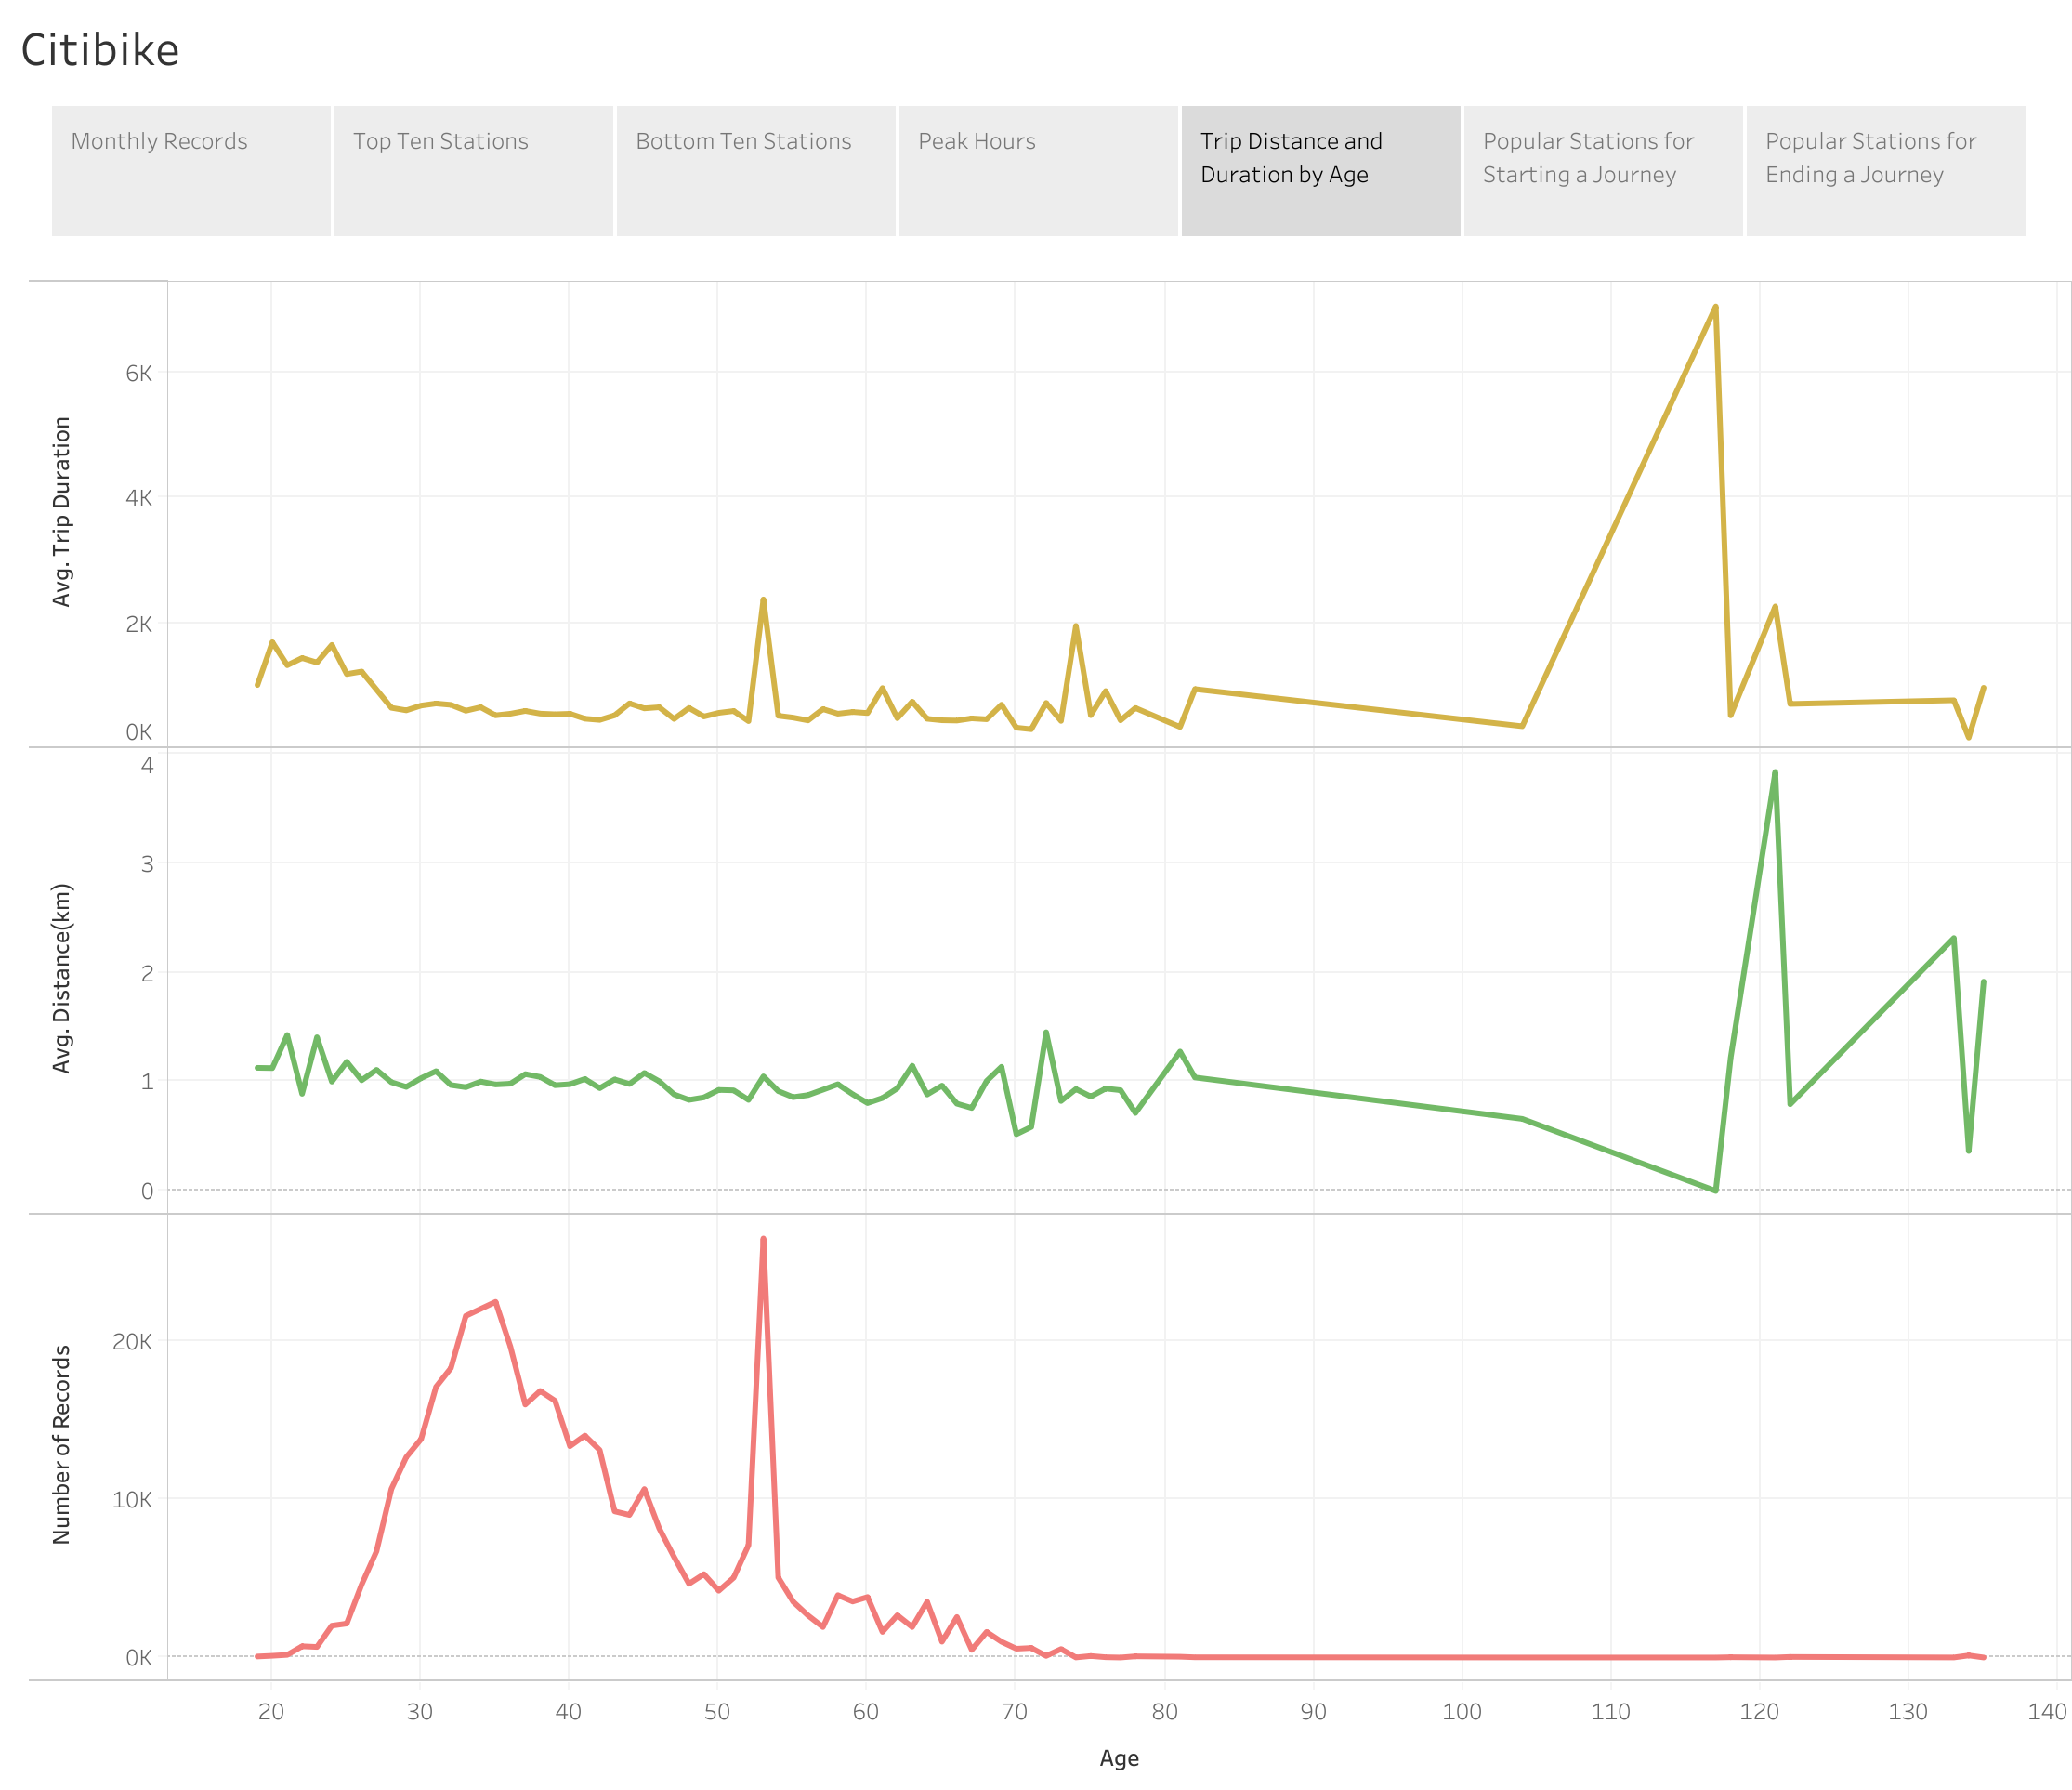 Citibike
Monthly Records
Top Ten Stations
Bottom Ten Stations
Peak Hours
Trip Distance and
Duration by Age
Popular Stations for
Starting a Journey
Popular Stations for
Ending a Journey
Avg. Trip Duration
6K
4K
2K
0K
Avg. Distance(km)
4
3
2
1
0
Number of Records
20K
10K
0K
20 30 40 50 60 70 80 90 100 110 120 130 140
Age